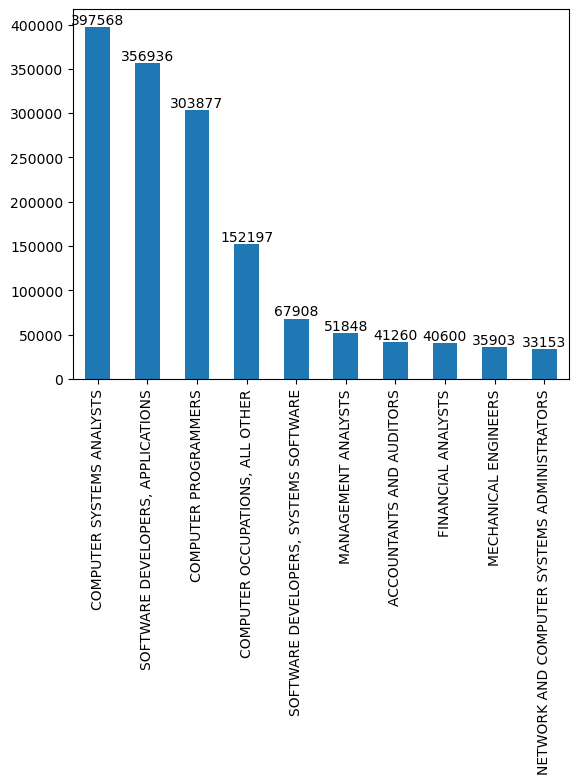 397568
356936
303877
152197
67908
51848
41260
40600
35903
33153
400000
350000
300000
250000
200000
150000
100000
50000
0
COMPUTER SYSTEMS ANALYSTS
SOFTWARE DEVELOPERS, APPLICATIONS
COMPUTER PROGRAMMERS
COMPUTER OCCUPATIONS, ALL OTHER
SOFTWARE DEVELOPERS, SYSTEMS SOFTWARE
MANAGEMENT ANALYSTS
ACCOUNTANTS AND AUDITORS
FINANCIAL ANALYSTS
MECHANICAL ENGINEERS
NETWORK AND COMPUTER SYSTEMS ADMINISTRATORS